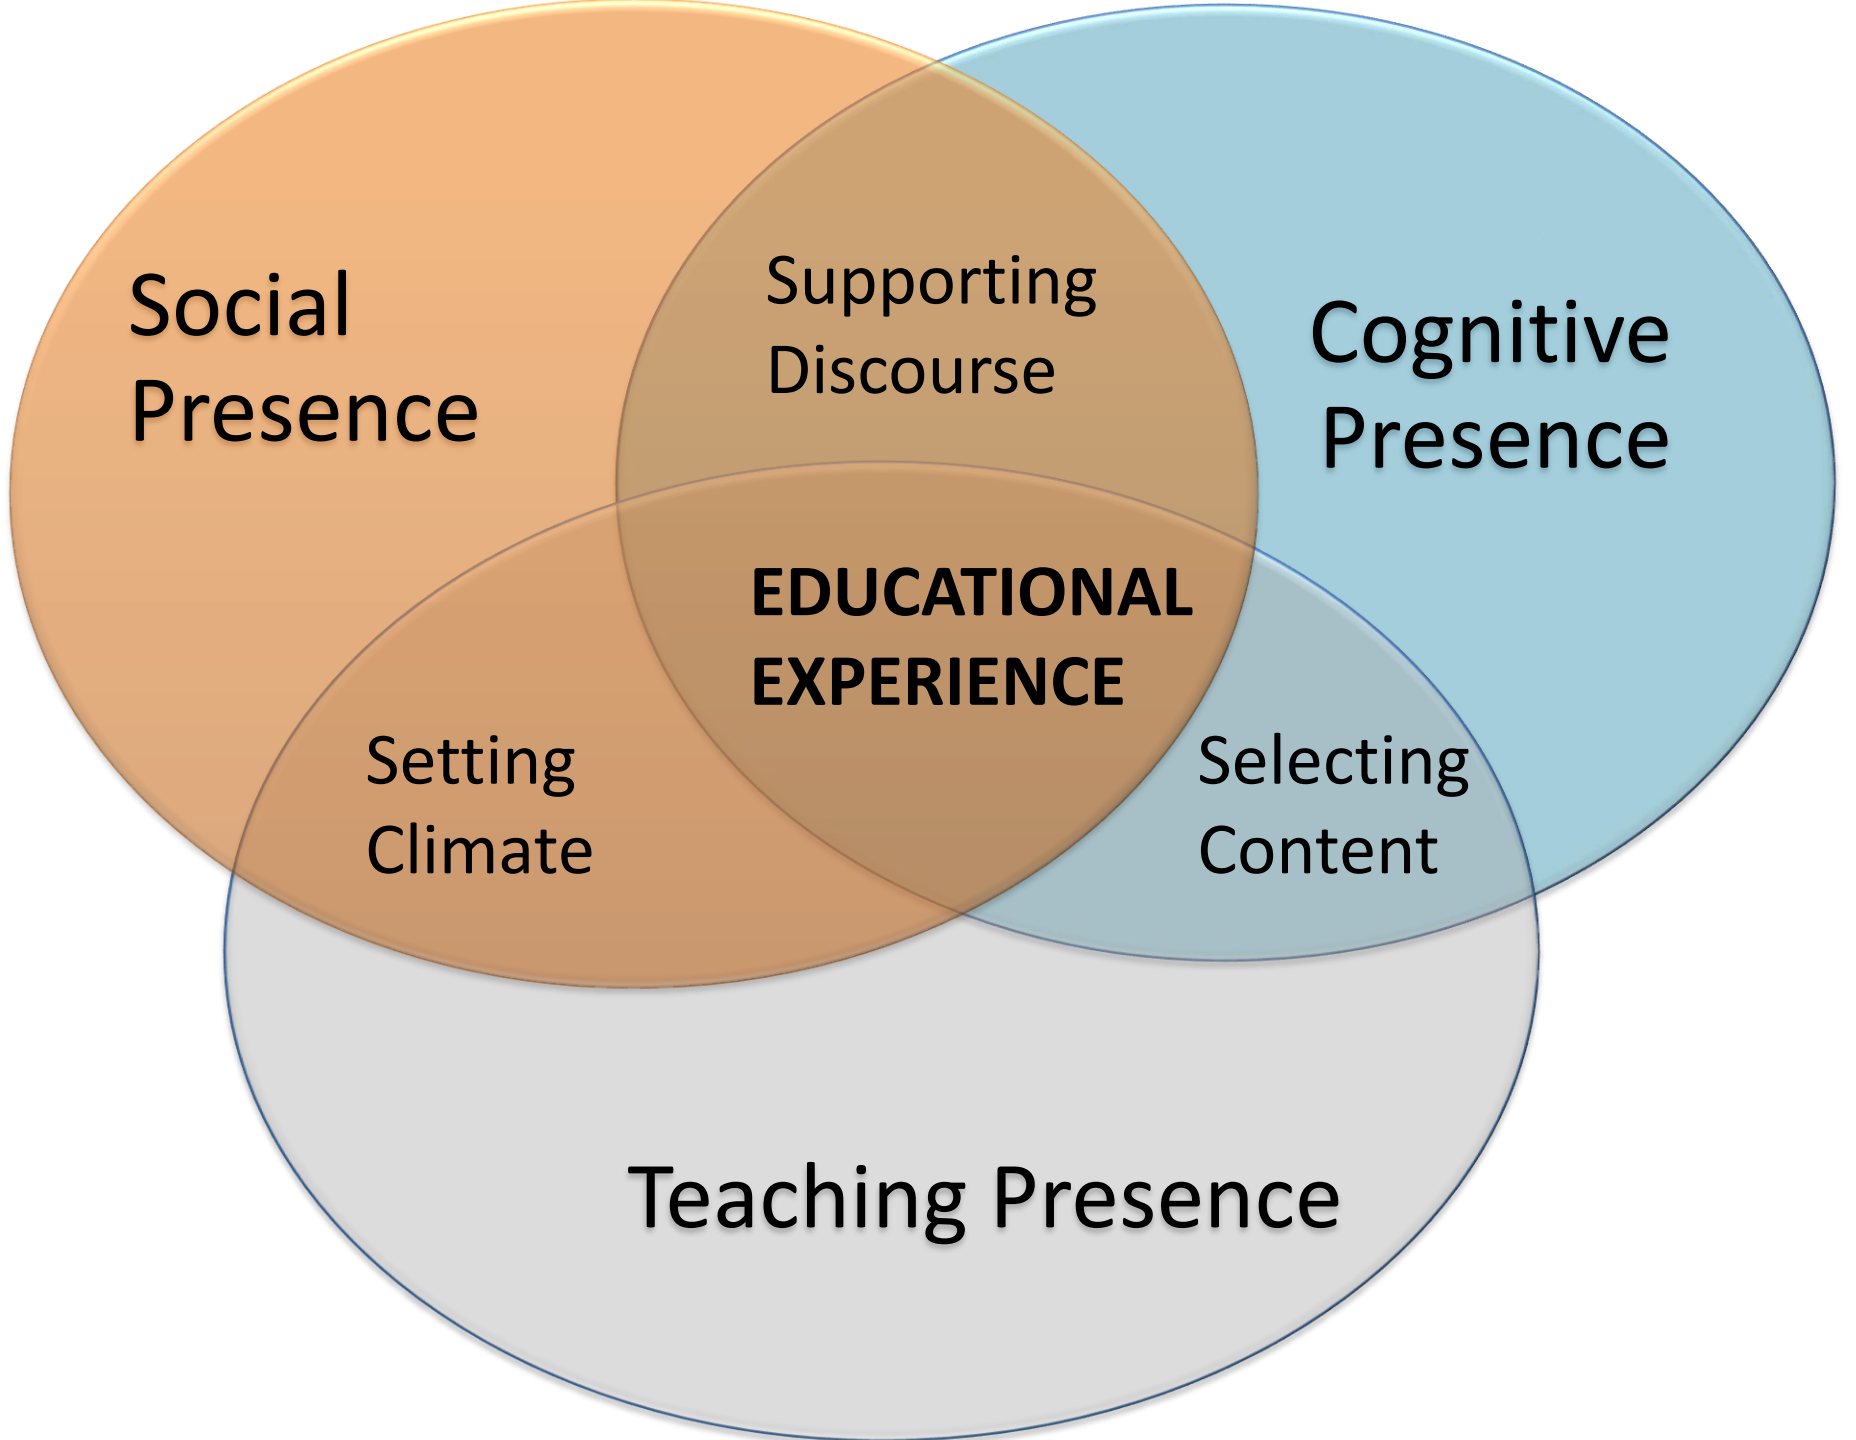 Social
Presence
Supporting
Discourse
Cognitive
Presence
EDUCATIONAL
EXPERIENCE
Setting
Climate
Selecting
Content
Teaching Presence